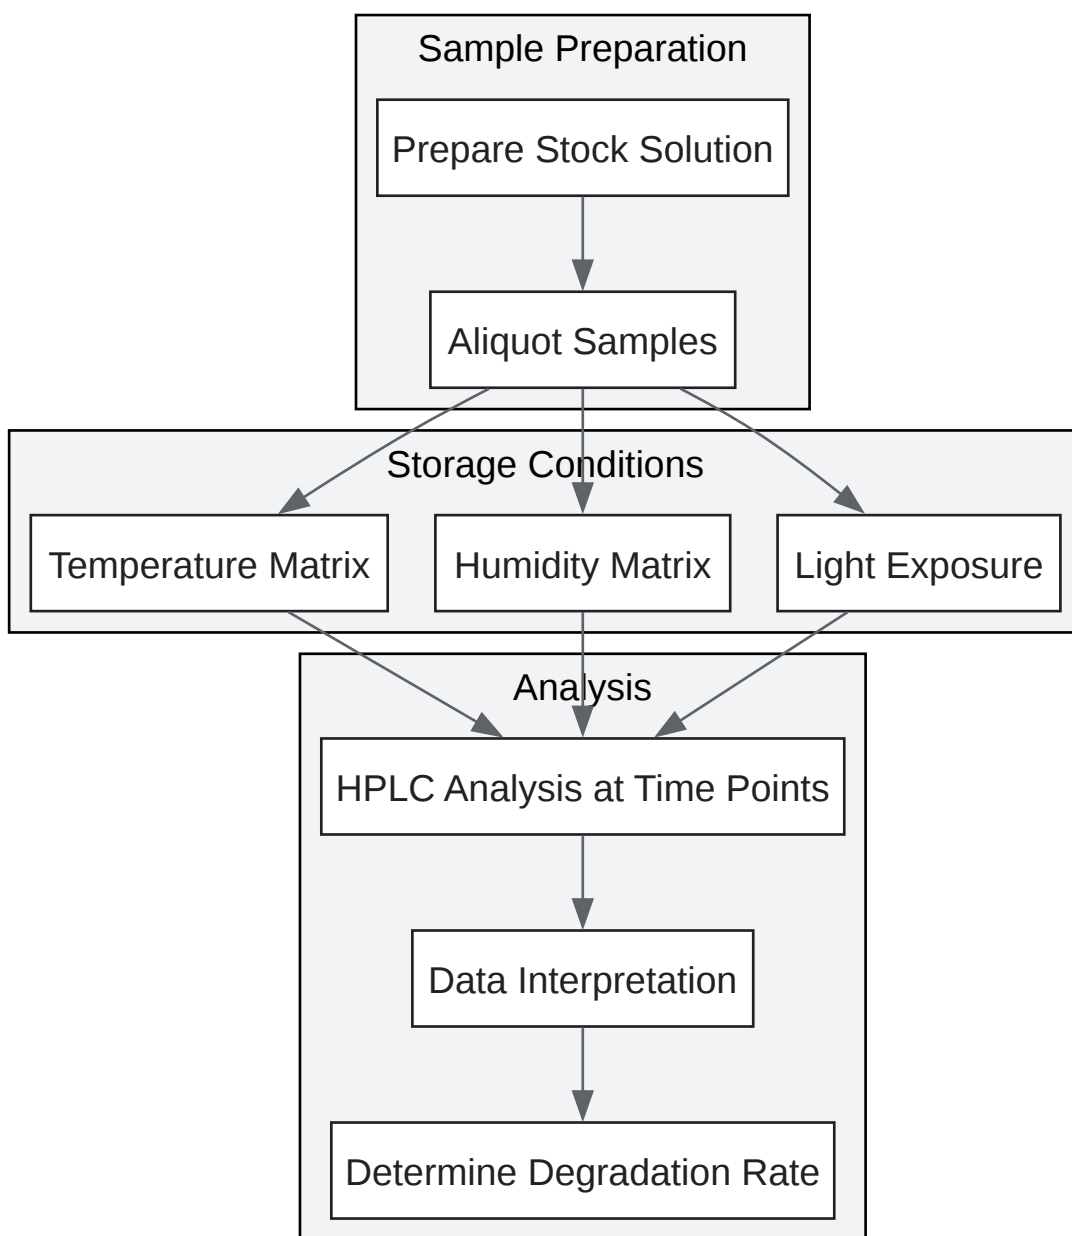 Sample Preparation
Prepare Stock Solution
Aliquot Samples
Storage Conditions
Temperature Matrix
Humidity Matrix
Light Exposure
Analysis
HPLC Analysis at Time Points
Data Interpretation
Determine Degradation Rate